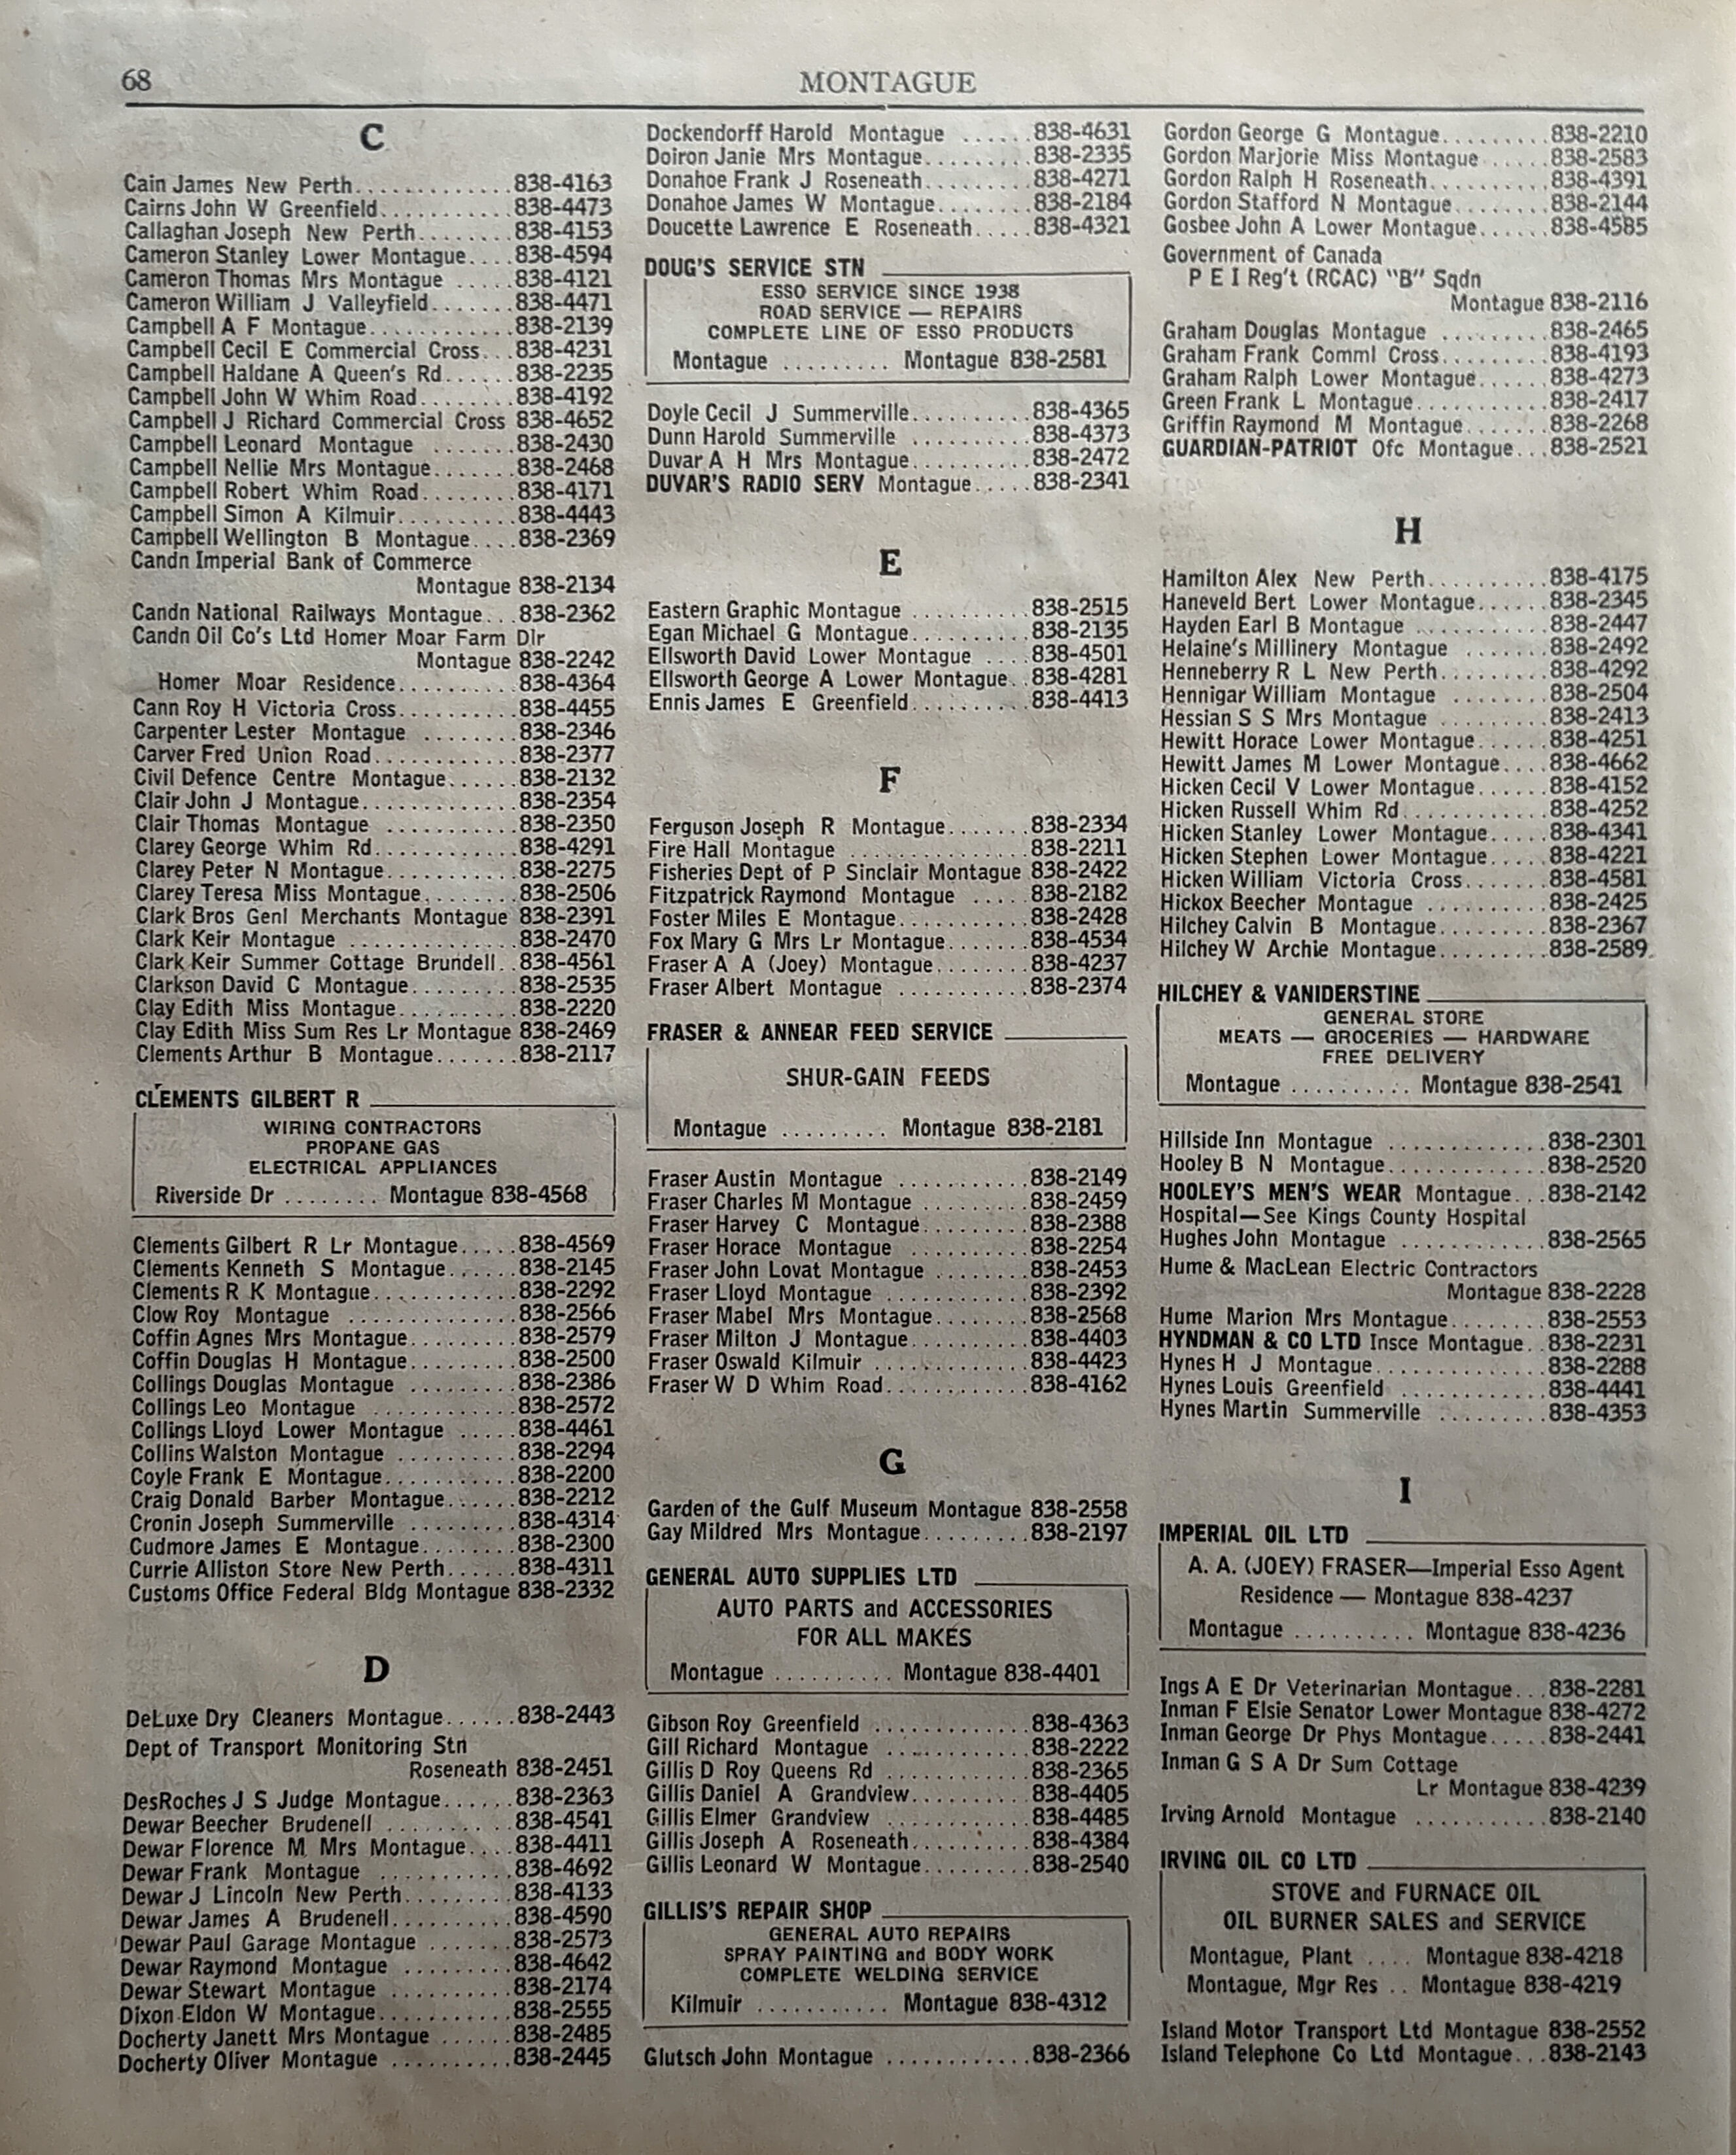 68
MONTAGUE
C
Cain James New Perth.............838-4163
Cairns John W Greenfield...........838-4473
Callaghan Joseph New Perth........838-4153
Cameron Stanley Lower Montague....838-4594
Cameron Thomas Mrs Montague .....838-4121
Cameron William J Valleyfield.......838-4471
Campbell A F Montague............838-2139
Campbell Cecil E Commercial Cross...838-4231
Campbell Haldane A Queen's Rd......838-2235
Campbell John W Whim Road........838-4192
Campbell J Richard Commercial Cross 838-4652
Campbell Leonard Montague .......838-2430
Campbell Nellie Mrs Montague.......838-2468
Campbell Robert Whim Road........838-4171
Campbell Simon A Kilmuir..........838-4443
Campbell Wellington B Montague....838-2369
Candn Imperial Bank of Commerce
Montague 838-2134
Candn National Railways Montague...838-2362
Candn Oil Co's Ltd Homer Moar Farm Dlr
Montague 838-2242
Homer Moar Residence..........838-4364
Cann Roy H Victoria Cross..........838-4455
Carpenter Lester Montague ........838-2346
Carver Fred Union Road............838-2377
Civil Defence Centre Montague......838-2132
Clair John J Montague.............838-2354
Clair Thomas Montague ...........838-2350
Clarey George Whim Rd............838-4291
Clarey Peter N Montague...........838-2275
Clarey Teresa Miss Montague........838-2506
Clark Bros Genl Merchants Montague 838-2391
Clark Keir Montague ..............838-2470
Clark Keir Summer Cottage Brundell..838-4561
Clarkson David C Montague.........838-2535
Clay Edith Miss Montague..........838-2220
Clay Edith Miss Sum Res Lr Montague 838-2469
Clements Arthur B Montague.......838-2117
CLEMENTS GILBERT R
WIRING CONTRACTORS
PROPANE GAS
ELECTRICAL APPLIANCES
Riverside Dr ........ Montague 838-4568
Clements Gilbert R Lr Montague.....838-4569
Clements Kenneth S Montague......838-2145
Clements R K Montague............838-2292
Clow Roy Montague ..............838-2566
Coffin Agnes Mrs Montague.........838-2579
Coffin Douglas H Montague.........838-2500
Collings Douglas Montague .........838-2386
Collings Leo Montague ............838-2572
Collings Lloyd Lower Montague .....838-4461
Collins Walston Montague ..........838-2294
Coyle Frank E Montague...........838-2200
Craig Donald Barber Montague......838-2212
Cronin Joseph Summerville .........838-4314
Cudmore James E Montague........838-2300
Currie Alliston Store New Perth......838-4311
Customs Office Federal Bldg Montague 838-2332
D
DeLuxe Dry Cleaners Montague......838-2443
Dept of Transport Monitoring Stn
Roseneath 838-2451
DesRoches J S Judge Montague......838-2363
Dewar Beecher Brudenell ..........838-4541
Dewar Florence M Mrs Montague....838-4411
Dewar Frank Montague ...........838-4692
Dewar J Lincoln New Perth.........838-4133
Dewar James A Brudenell..........838-4590
Dewar Paul Garage Montague .......838-2573
Dewar Raymond Montague .........838-4642
Dewar Stewart Montague ..........838-2174
Dixon Eldon W Montague...........838-2555
Docherty Janett Mrs Montague ......838-2485
Docherty Oliver Montague ..........838-2445
Dockendorff Harold Montague ......838-4631
Doiron Janie Mrs Montague.........838-2335
Donahoe Frank J Roseneath.........838-4271
Donahoe James W Montague........838-2184
Doucette Lawrence E Roseneath.....838-4321
DOUG'S SERVICE STN
ESSO SERVICE SINCE 1938
ROAD SERVICE — REPAIRS
COMPLETE LINE OF ESSO PRODUCTS
Montague ......... Montague 838-2581
Doyle Cecil J Summerville..........838-4365
Dunn Harold Summerville ..........838-4373
Duvar A H Mrs Montague..........838-2472
DUVAR'S RADIO SERV Montague.....838-2341
E
Eastern Graphic Montague ..........838-2515
Egan Michael G Montague..........838-2135
Ellsworth David Lower Montague ....838-4501
Ellsworth George A Lower Montague..838-4281
Ennis James E Greenfield..........838-4413
F
Ferguson Joseph R Montague.......838-2334
Fire Hall Montague ...............838-2211
Fisheries Dept of P Sinclair Montague 838-2422
Fitzpatrick Raymond Montague .....838-2182
Foster Miles E Montague...........838-2428
Fox Mary G Mrs Lr Montague.......838-4534
Fraser A A (Joey) Montague........838-4237
Fraser Albert Montague ...........838-2374
FRASER & ANNEAR FEED SERVICE
SHUR-GAIN FEEDS
Montague ......... Montague 838-2181
Fraser Austin Montague ...........838-2149
Fraser Charles M Montague .........838-2459
Fraser Harvey C Montague.........838-2388
Fraser Horace Montague ..........838-2254
Fraser John Lovat Montague ........838-2453
Fraser Lloyd Montague ............838-2392
Fraser Mabel Mrs Montague........838-2568
Fraser Milton J Montague..........838-4403
Fraser Oswald Kilmuir .............838-4423
Fraser W D Whim Road............838-4162
G
Garden of the Gulf Museum Montague 838-2558
Gay Mildred Mrs Montague.........838-2197
GENERAL AUTO SUPPLIES LTD
AUTO PARTS and ACCESSORIES
FOR ALL MAKES
Montague .......... Montague 838-4401
Gibson Roy Greenfield .............838-4363
Gill Richard Montague ............838-2222
Gillis D Roy Queens Rd ............838-2365
Gillis Daniel A Grandview..........838-4405
Gillis Elmer Grandview ............838-4485
Gillis Joseph A Roseneath..........838-4384
Gillis Leonard W Montague.........838-2540
GILLIS'S REPAIR SHOP
GENERAL AUTO REPAIRS
SPRAY PAINTING and BODY WORK
COMPLETE WELDING SERVICE
Kilmuir ........... Montague 838-4312
Glutsch John Montague ............838-2366
Gordon George G Montague.........838-2210
Gordon Marjorie Miss Montague .....838-2583
Gordon Ralph H Roseneath.........838-4391
Gordon Stafford N Montague........838-2144
Gosbee John A Lower Montague......838-4585
Government of Canada
P E I Reg't (RCAC) "B" Sqdn
Montague 838-2116
Graham Douglas Montague .........838-2465
Graham Frank Comml Cross.........838-4193
Graham Ralph Lower Montague......838-4273
Green Frank L Montague...........838-2417
Griffin Raymond M Montague.......838-2268
GUARDIAN-PATRIOT Ofc Montague...838-2521
H
Hamilton Alex New Perth..........838-4175
Haneveld Bert Lower Montague......838-2345
Hayden Earl B Montague ...........838-2447
Helaine's Millinery Montague .......838-2492
Henneberry R L New Perth.........838-4292
Hennigar William Montague ........838-2504
Hessian S S Mrs Montague .........838-2413
Hewitt Horace Lower Montague......838-4251
Hewitt James M Lower Montague....838-4662
Hicken Cecil V Lower Montague......838-4152
Hicken Russell Whim Rd...........838-4252
Hicken Stanley Lower Montague.....838-4341
Hicken Stephen Lower Montague.....838-4221
Hicken William Victoria Cross.......838-4581
Hickox Beecher Montague ..........838-2425
Hilchey Calvin B Montague.........838-2367
Hilchey W Archie Montague.........838-2589
HILCHEY & VANIDERSTINE
GENERAL STORE
MEATS — GROCERIES — HARDWARE
FREE DELIVERY
Montague .......... Montague 838-2541
Hillside Inn Montague .............838-2301
Hooley B N Montague.............838-2520
HOOLEY'S MEN'S WEAR Montague...838-2142
Hospital—See Kings County Hospital
Hughes John Montague ............838-2565
Hume & MacLean Electric Contractors
Montague 838-2228
Hume Marion Mrs Montague........838-2553
HYNDMAN & CO LTD Insce Montague..838-2231
Hynes H J Montague..............838-2288
Hynes Louis Greenfield ............838-4441
Hynes Martin Summerville .........838-4353
I
IMPERIAL OIL LTD
A. A. (JOEY) FRASER—Imperial Esso Agent
Residence — Montague 838-4237
Montague .......... Montague 838-4236
Ings A E Dr Veterinarian Montague...838-2281
Inman F Elsie Senator Lower Montague 838-4272
Inman George Dr Phys Montague.....838-2441
Inman G S A Dr Sum Cottage
Lr Montague 838-4239
Irving Arnold Montague ...........838-2140
IRVING OIL CO LTD
STOVE and FURNACE OIL
OIL BURNER SALES and SERVICE
Montague, Plant .... Montague 838-4218
Montague, Mgr Res .. Montague 838-4219
Island Motor Transport Ltd Montague 838-2552
Island Telephone Co Ltd Montague...838-2143